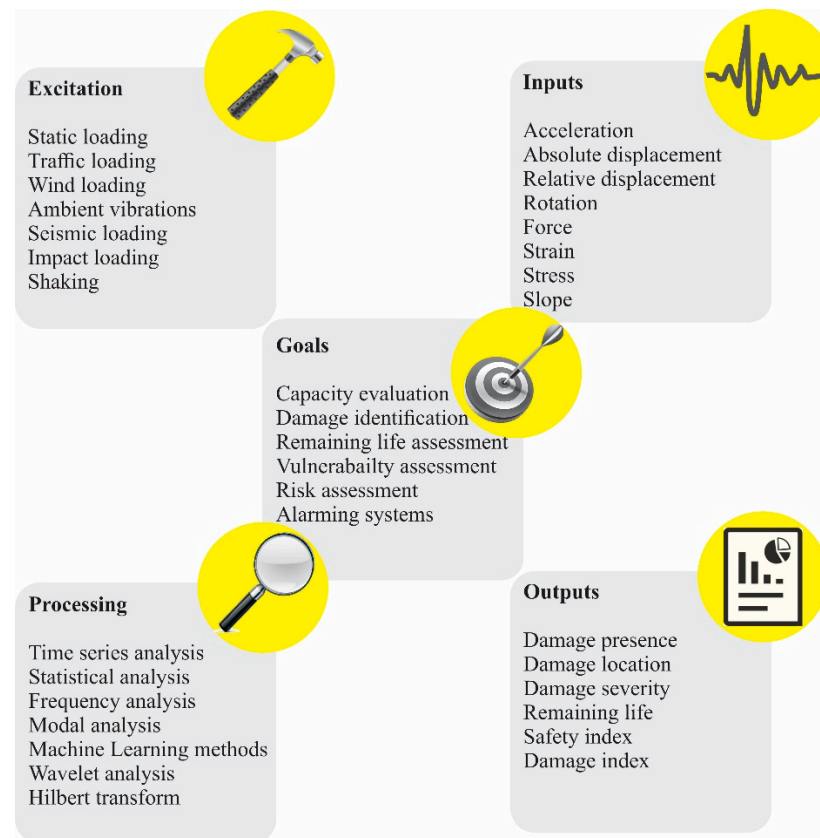 Excitation
Static loading
Traffic loading
Wind loading
Ambient vibrations
Seismic loading
Impact loading
Shaking
Inputs
Acceleration
Absolute displacement
Relative displacement
Rotation
Force
Strain
Stress
Slope
Goals
Capacity evaluation
Damage identification
Remaining life assessment
Vulnerabailty assessment
Risk assessment
Alarming systems
Processing
Time series analysis
Statistical analysis
Frequency analysis
Modal analysis
Machine Learning methods
Wavelet analysis
Hilbert transform
Outputs
Damage presence
Damage location
Damage severity
Remaining life
Safety index
Damage index